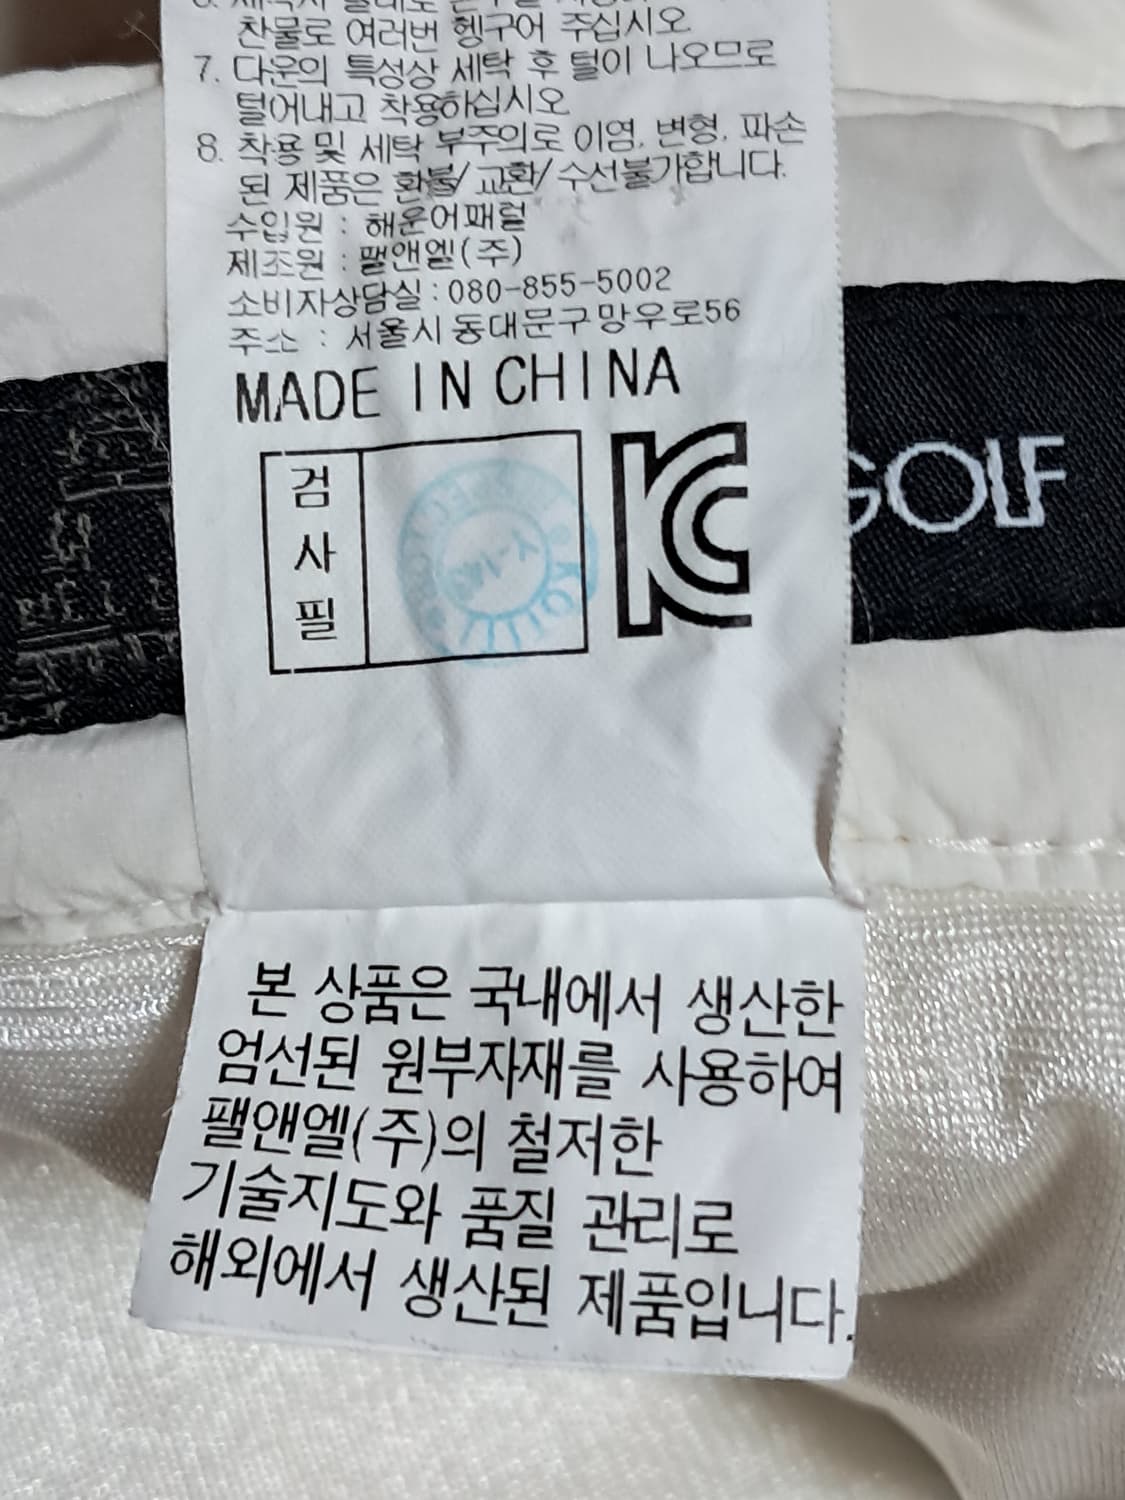 찬물로 여러번 헹구어 주십시오
7. 다운의 특성상 세탁 후 털이 나오므로
털어내고 착용하십시오
8. 착용 및 세탁 부주의로 이염, 변형, 파손
된 제품은 환불/교환/수선불가합니다.
수입원 : 해운어패럴
제조원 : 팰앤엘(주)
소비자상담실 : 080-855-5002
주소 : 서울시 동대문구 망우로56
MADE IN CHINA
검사필
KC
GOLF
본 상품은 국내에서 생산한
엄선된 원부자재를 사용하여
팰앤엘(주)의 철저한
기술지도와 품질 관리로
해외에서 생산된 제품입니다.